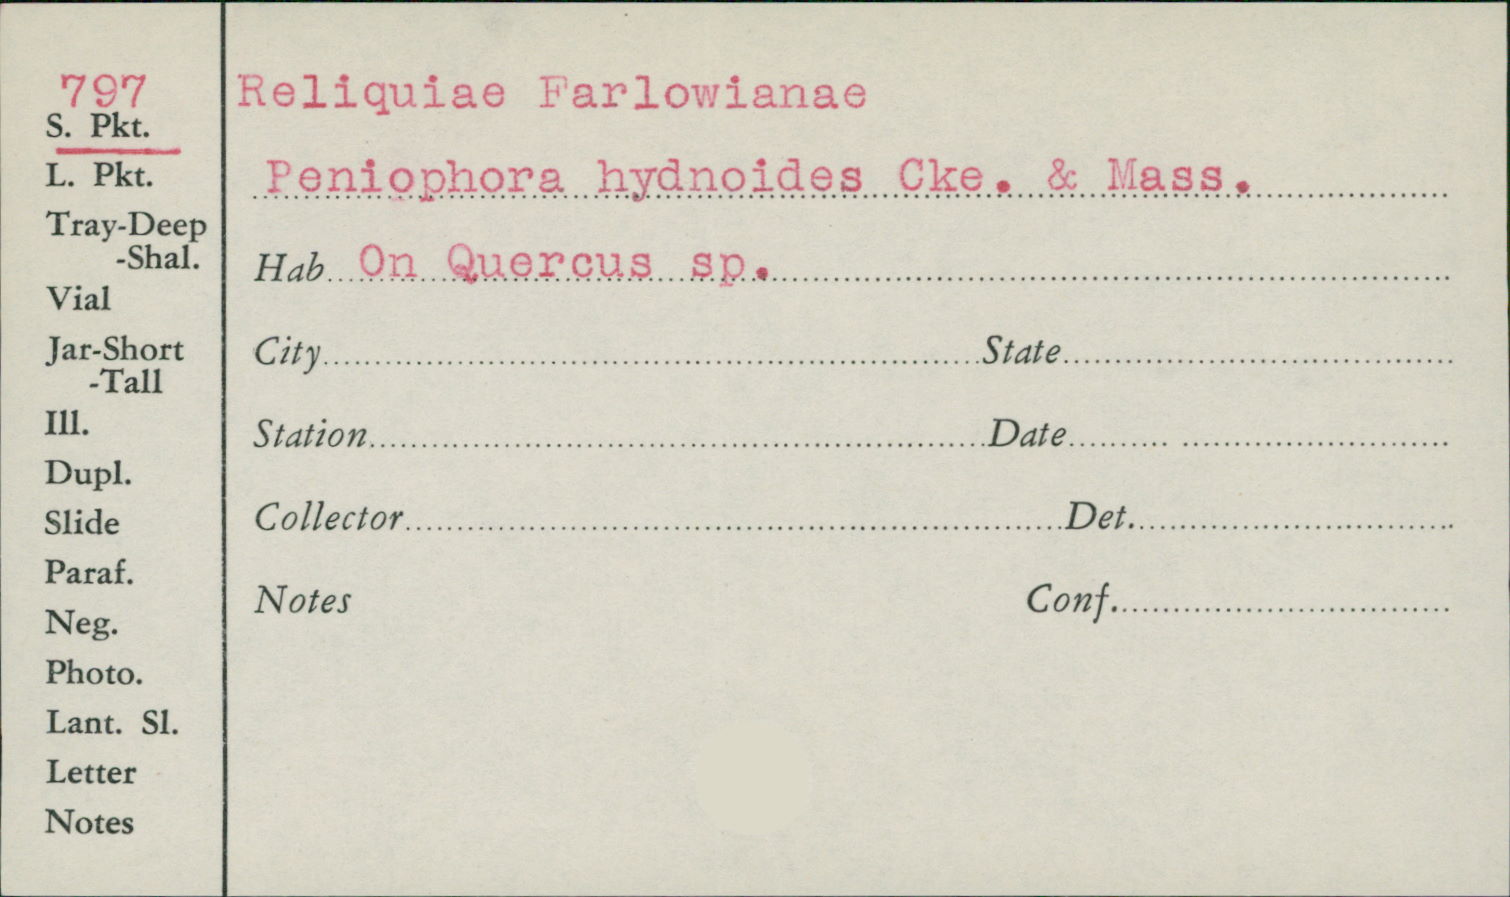 797
S. Pkt.
L. Pkt.
Tray-Deep
-Shal.
Vial
Jar-Short
-Tall
Ill.
Dupl.
Slide
Paraf.
Neg.
Photo.
Lant. Sl.
Letter
Notes
Reliquiae Farlowianae
Peniophora hydnoides Cke. & Mass.
Hab On Quercus sp.
City State
Station Date
Collector Det.
Notes Conf.